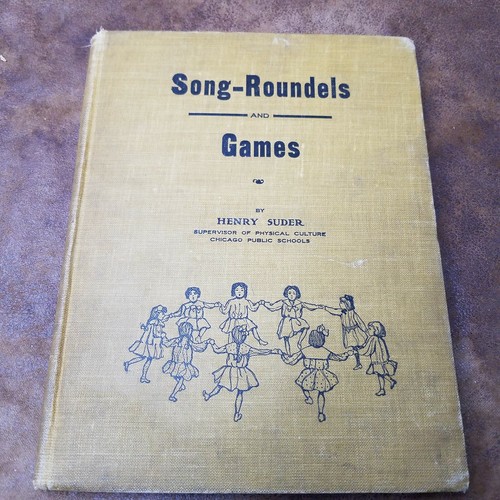 Song-Roundels
AND
Games
BY
HENRY SUDER
SUPERVISOR OF PHYSICAL CULTURE
CHICAGO PUBLIC SCHOOLS